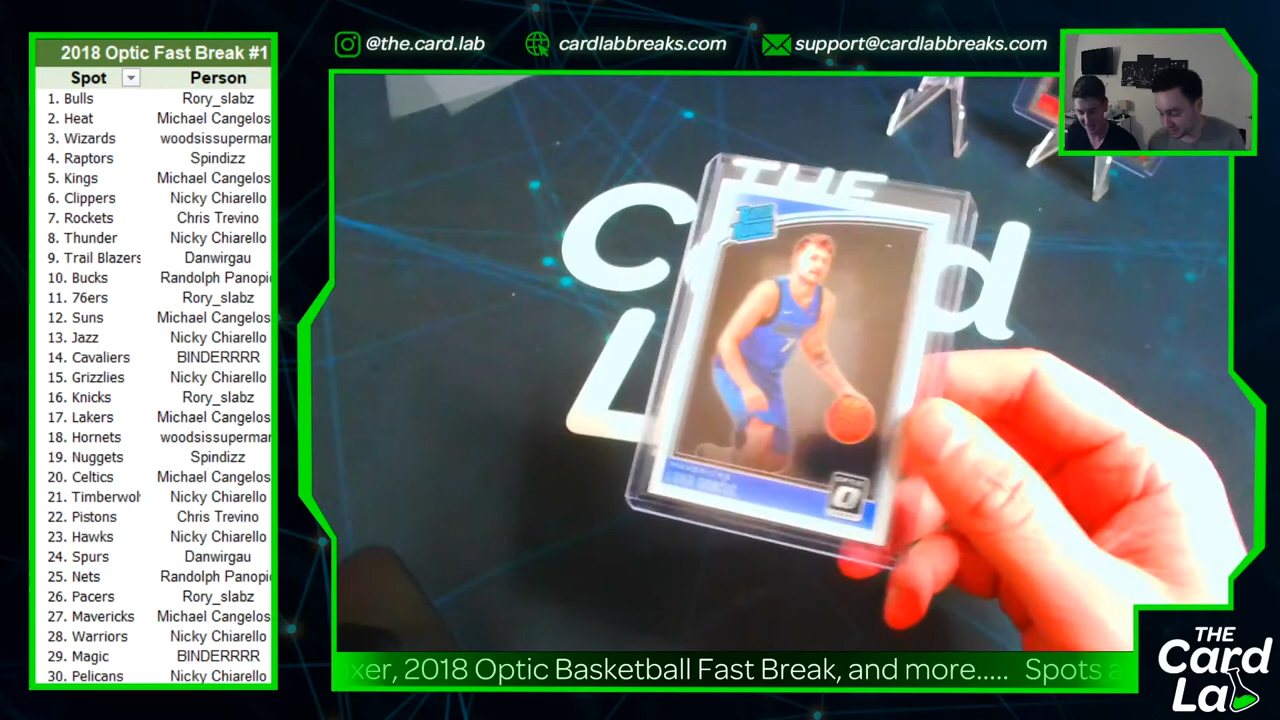 2018 Optic Fast Break #1
Spot Person
1. Bulls Rory_slabz
2. Heat Michael Cangelos
3. Wizards woodsissuperman
4. Raptors Spindizz
5. Kings Michael Cangelos
6. Clippers Nicky Chiarello
7. Rockets Chris Trevino
8. Thunder Nicky Chiarello
9. Trail Blazers Danwirgau
10. Bucks Randolph Panopic
11. 76ers Rory_slabz
12. Suns Michael Cangelos
13. Jazz Nicky Chiarello
14. Cavaliers BINDERRRR
15. Grizzlies Nicky Chiarello
16. Knicks Rory_slabz
17. Lakers Michael Cangelos
18. Hornets woodsissuperman
19. Nuggets Spindizz
20. Celtics Michael Cangelos
21. Timberwol Nicky Chiarello
22. Pistons Chris Trevino
23. Hawks Nicky Chiarello
24. Spurs Danwirgau
25. Nets Randolph Panopic
26. Pacers Rory_slabz
27. Mavericks Michael Cangelos
28. Warriors Nicky Chiarello
29. Magic BINDERRRR
30. Pelicans Nicky Chiarello
@the.card.lab cardlabbreaks.com support@cardlabbreaks.com
THE
C d
L
7
xer, 2018 Optic Basketball Fast Break, and more..... Spots a
THE
Card
Lab